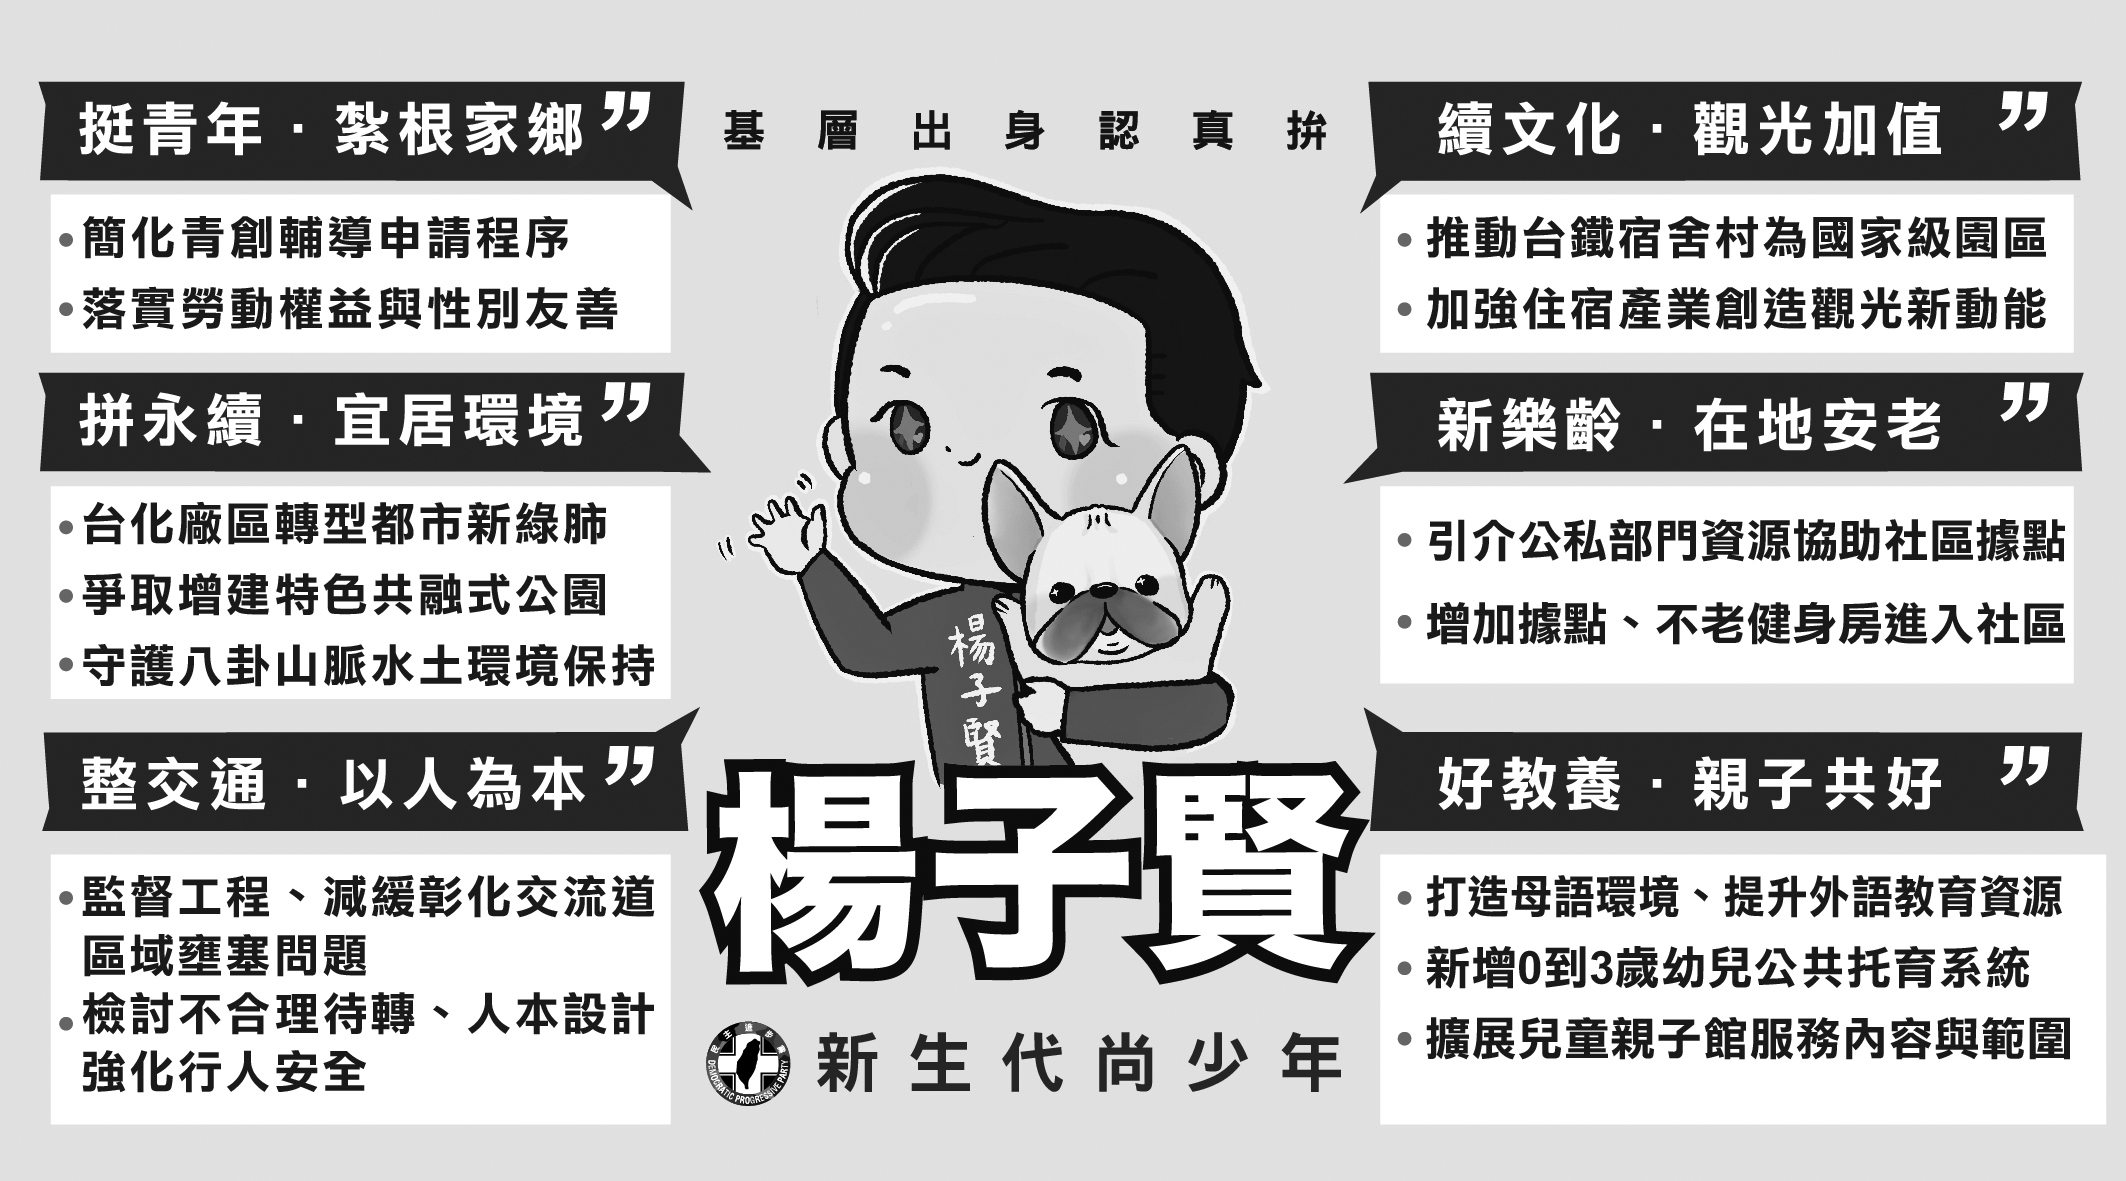 挺青年·紮根家鄉”
•簡化青創輔導申請程序
•落實勞動權益與性別友善
拼永續·宜居環境”
•台化廠區轉型都市新綠肺
•爭取增建特色共融式公園
•守護八卦山脈水土環境保持
整交通·以人為本”
•監督工程、減緩彰化交流道
區域壅塞問題
•檢討不合理待轉、人本設計
強化行人安全
基層出身認真拚
楊子賢
楊子賢
民主進步黨
DEMOCRATIC PROGRESSIVE PARTY
新生代尚少年
續文化·觀光加值”
•推動台鐵宿舍村為國家級園區
•加強住宿產業創造觀光新動能
新樂齡·在地安老”
•引介公私部門資源協助社區據點
•增加據點、不老健身房進入社區
好教養·親子共好”
•打造母語環境、提升外語教育資源
•新增0到3歲幼兒公共托育系統
•擴展兒童親子館服務內容與範圍